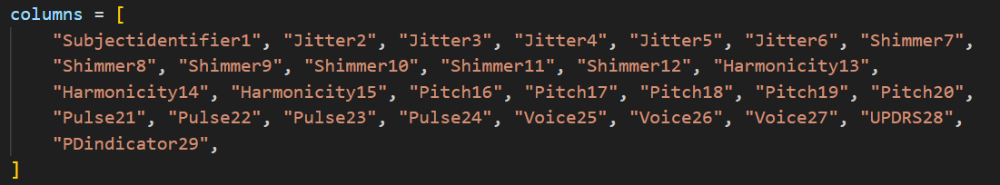 columns = [
"Subjectidentifier1", "Jitter2", "Jitter3", "Jitter4", "Jitter5", "Jitter6", "Shimmer7",
"Shimmer8", "Shimmer9", "Shimmer10", "Shimmer11", "Shimmer12", "Harmonicity13",
"Harmonicity14", "Harmonicity15", "Pitch16", "Pitch17", "Pitch18", "Pitch19", "Pitch20",
"Pulse21", "Pulse22", "Pulse23", "Pulse24", "Voice25", "Voice26", "Voice27", "UPDRS28",
"PDindicator29",
]